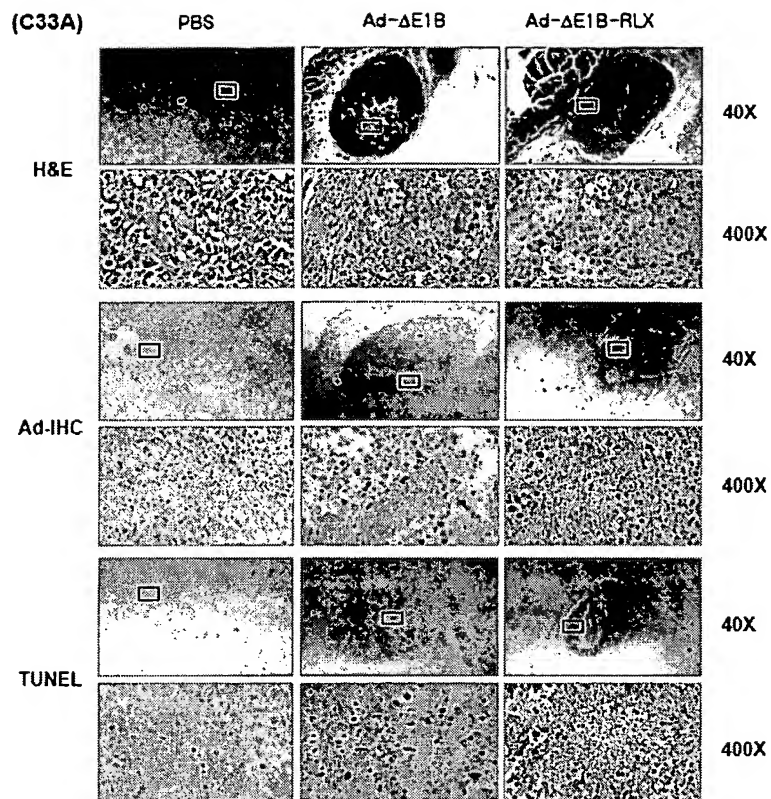 (C33A) PBS Ad-ΔE1B Ad-ΔE1B-RLX
40X
H&E
400X
40X
Ad-IHC
400X
40X
TUNEL
400X